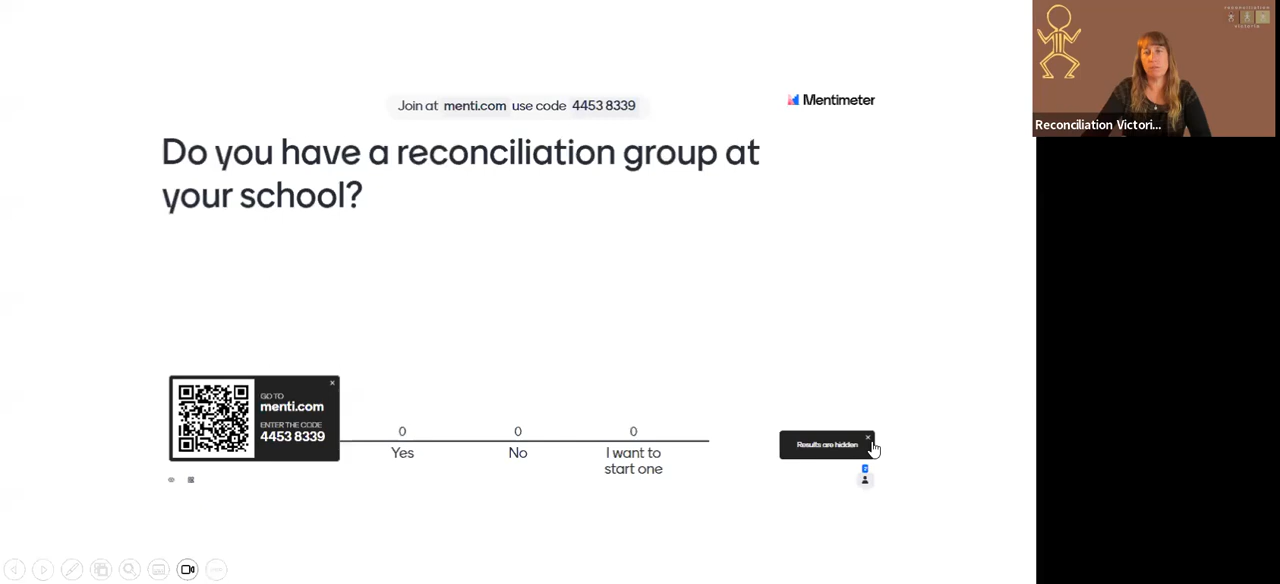 reconciliation
victoria
Reconciliation Victori...
Join at menti.com use code 4453 8339
Mentimeter
Do you have a reconciliation group at
your school?
GO TO
menti.com
ENTER THE CODE
4453 8339
0
Yes
0
No
0
I want to
start one
Results are hidden